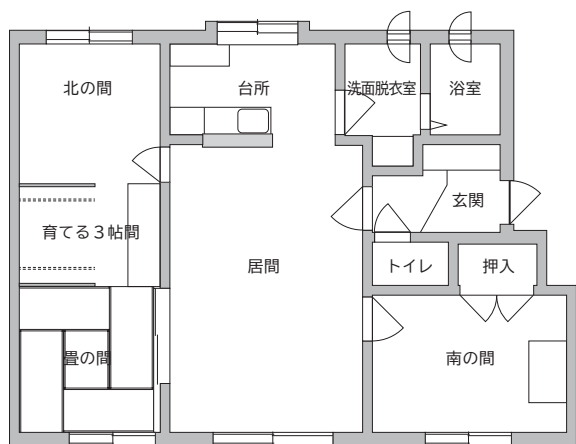 北の間
台所
洗面脱衣室
浴室
玄関
育てる３帖間
居間
トイレ
押入
畳の間
南の間